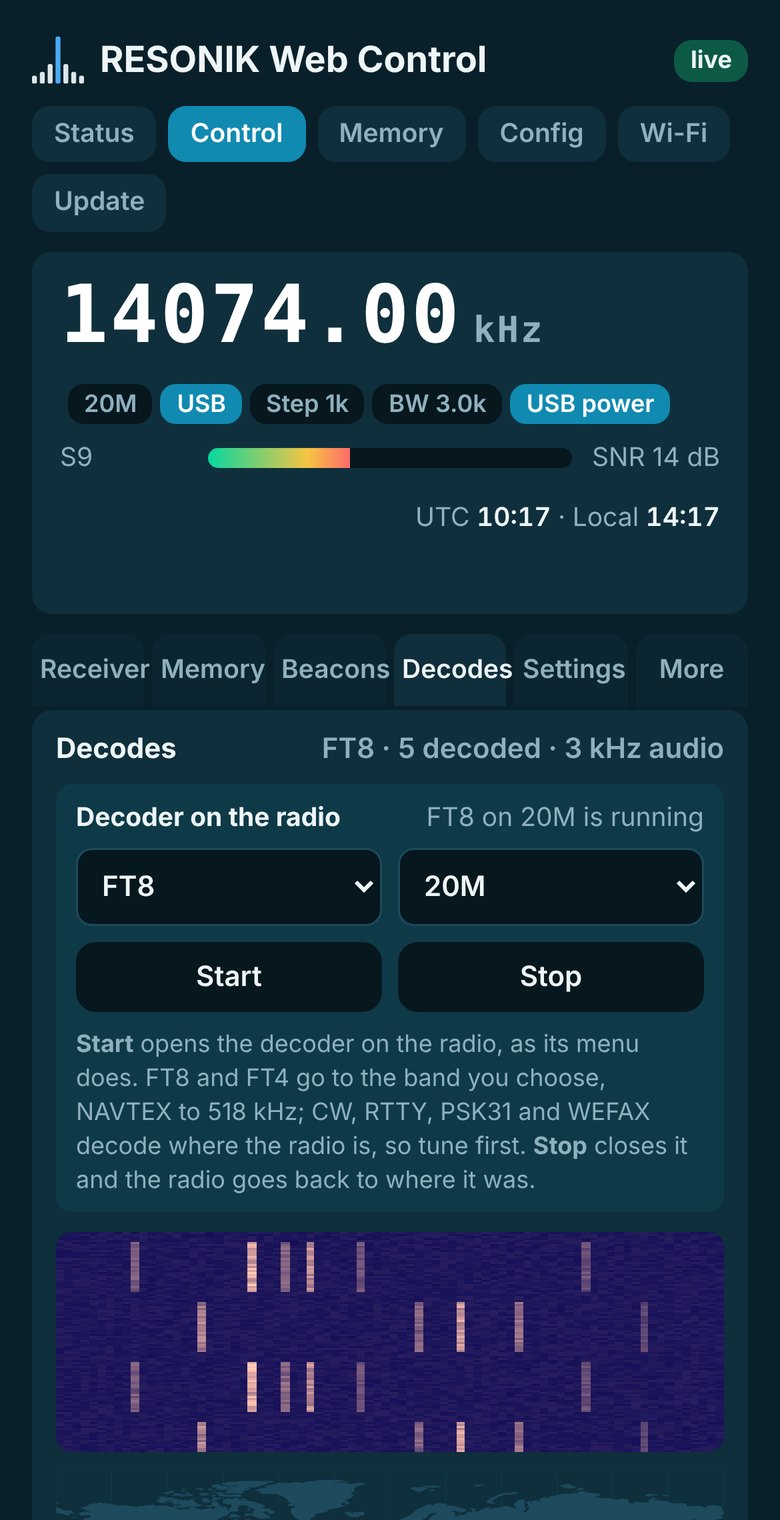 RESONIK Web Control
live
Status
Control
Memory
Config
Wi-Fi
Update
14074.00 kHz
20M
USB
Step 1k
BW 3.0k
USB power
S9
SNR 14 dB
UTC 10:17 · Local 14:17
Receiver
Memory
Beacons
Decodes
Settings
More
Decodes
FT8 · 5 decoded · 3 kHz audio
Decoder on the radio
FT8 on 20M is running
FT8
20M
Start
Stop
Start opens the decoder on the radio, as its menu
does. FT8 and FT4 go to the band you choose,
NAVTEX to 518 kHz; CW, RTTY, PSK31 and WEFAX
decode where the radio is, so tune first. Stop closes it
and the radio goes back to where it was.